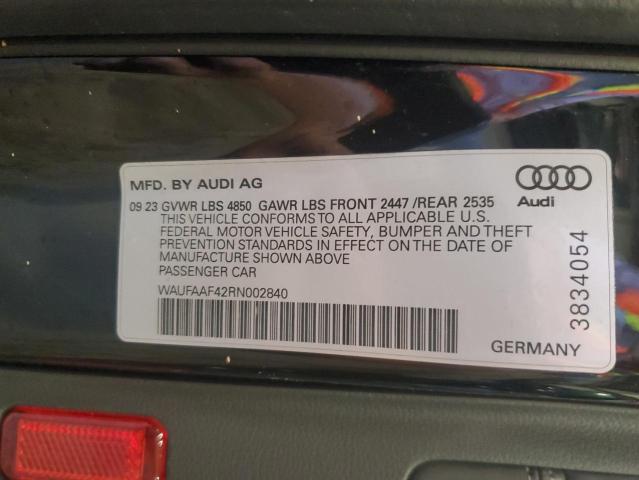 MFD. BY AUDI AG
09 23 GVWR LBS 4850 GAWR LBS FRONT 2447 /REAR 2535
THIS VEHICLE CONFORMS TO ALL APPLICABLE U.S.
FEDERAL MOTOR VEHICLE SAFETY, BUMPER AND THEFT
PREVENTION STANDARDS IN EFFECT ON THE DATE OF
MANUFACTURE SHOWN ABOVE
PASSENGER CAR
WAUFAAF42RN002840
Audi
3834054
GERMANY